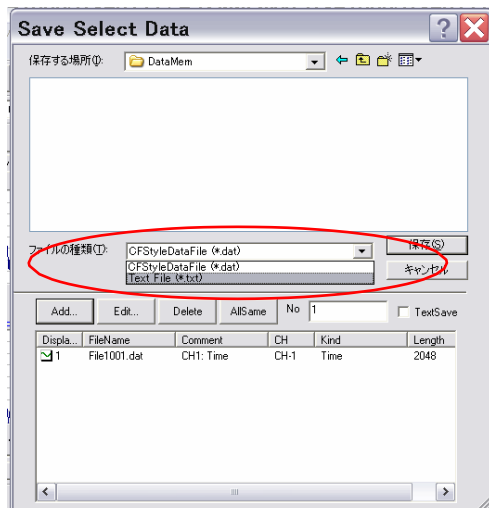 Save Select Data
保存する場所(I):
DataMem
ファイルの種類(T):
CFStyleDataFile (*.dat)
保存(S)
CFStyleDataFile (*.dat)
Text File (*.txt)
キャンセル
Add...
Edit...
Delete
AllSame
No
1
TextSave
Displa... FileName Comment CH Kind Length
1 File1001.dat CH1: Time CH-1 Time 2048